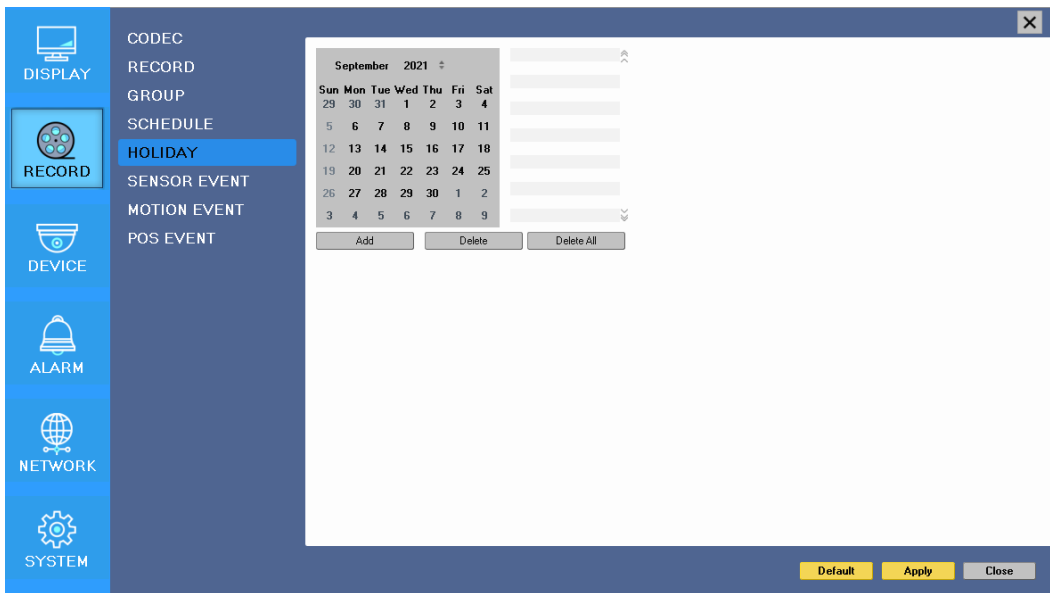 DISPLAY
RECORD
DEVICE
ALARM
NETWORK
SYSTEM
CODEC
RECORD
GROUP
SCHEDULE
HOLIDAY
SENSOR EVENT
MOTION EVENT
POS EVENT
September 2021
Sun Mon Tue Wed Thu Fri Sat
29 30 31 1 2 3 4
5 6 7 8 9 10 11
12 13 14 15 16 17 18
19 20 21 22 23 24 25
26 27 28 29 30 1 2
3 4 5 6 7 8 9
Add Delete Delete All
Default Apply Close